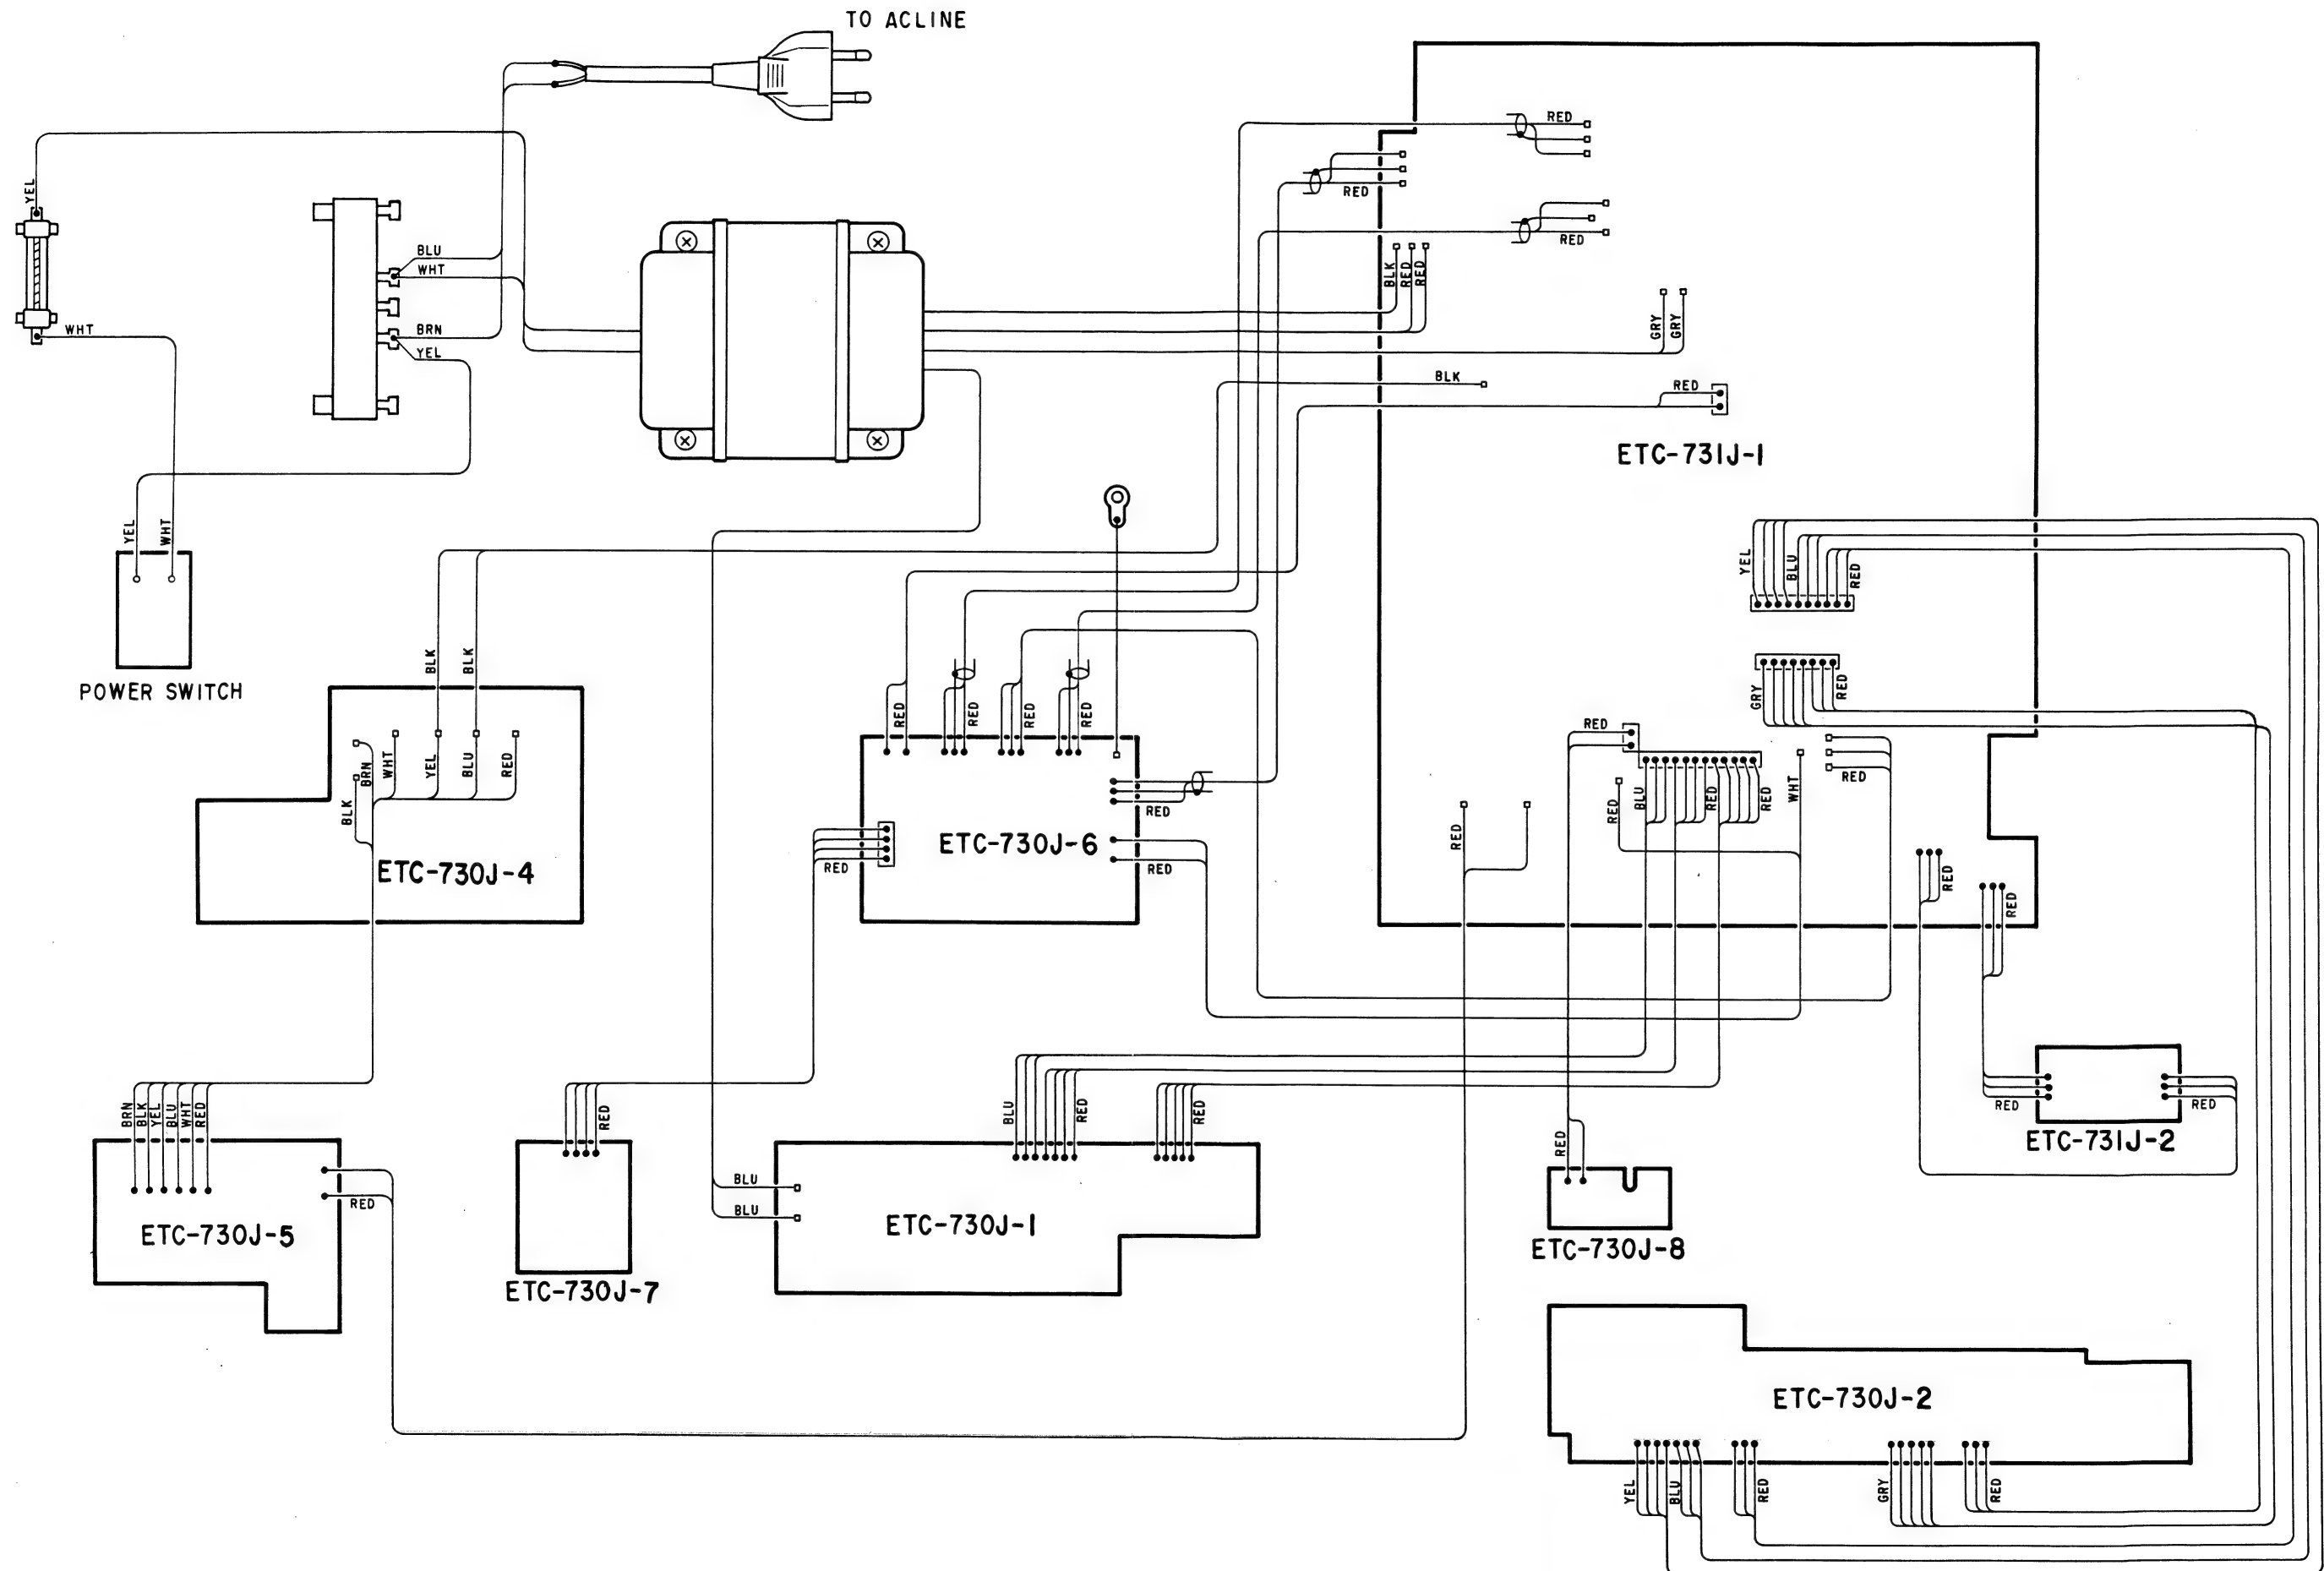 TO ACLINE
RED
YEL
RED
RED
BLU
WHT
BLK
RED
RED
GRY
GRY
WHT
BRN
YEL
BLK
RED
ETC-731J-1
YEL
WHT
YEL
BLU
RED
POWER SWITCH
BLK
BLK
GRY
RED
RED
RED
RED
RED
RED
WHT
YEL
BLU
RED
BRN
BLK
RED
RED
BLU
RED
RED
WHT
RED
RED
RED
ETC-730J-6
ETC-730J-4
RED
RED
RED
RED
BRN
BLK
YEL
BLU
WHT
RED
RED
BLU
RED
RED
RED
RED
ETC-731J-2
RED
BLU
BLU
RED
ETC-730J-5
ETC-730J-1
ETC-730J-8
ETC-730J-7
ETC-730J-2
YEL
BLU
RED
GRY
RED